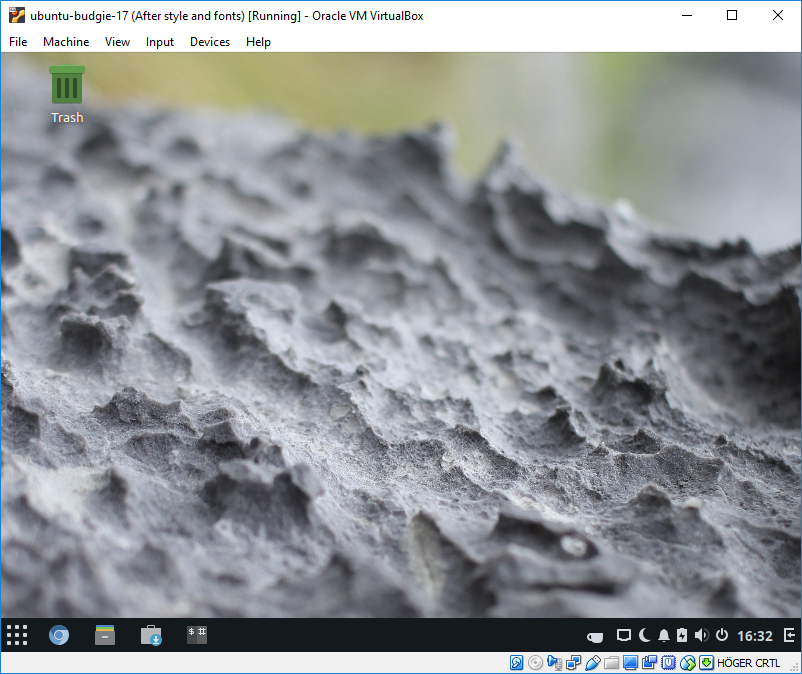 ubuntu-budgie-17 (After style and fonts) [Running] - Oracle VM VirtualBox
File Machine View Input Devices Help
Trash
$ #
16:32
HÖGER CRTL